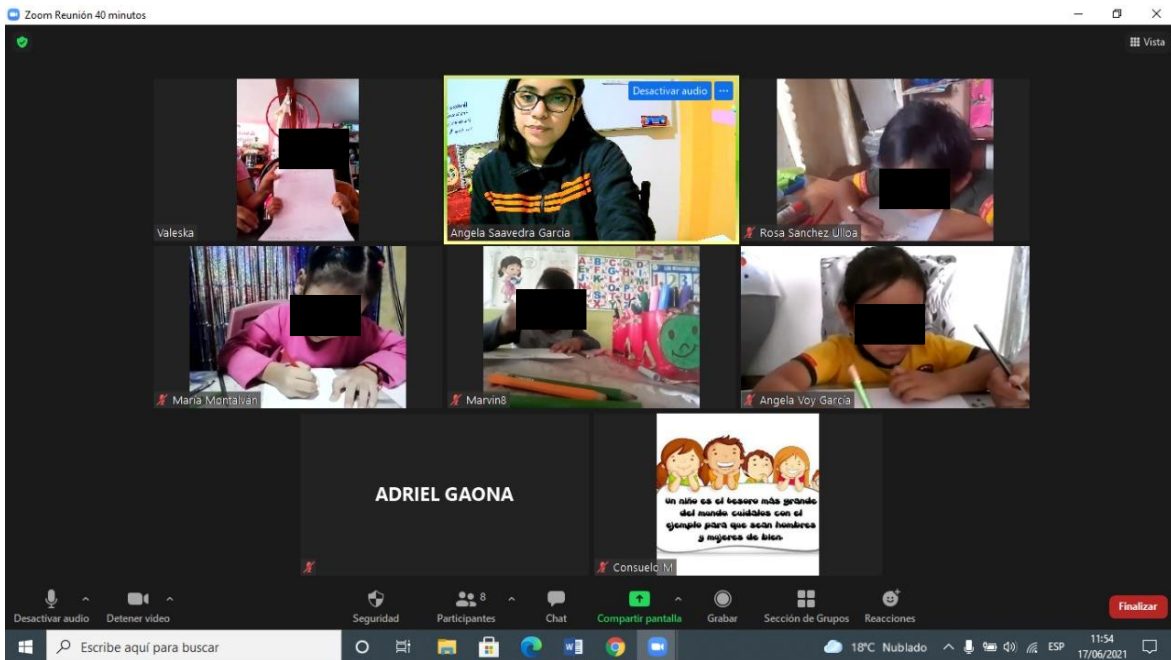 Zoom Reunión 40 minutos
Vista
Desactivar audio
Valeska
Angela Saavedra Garcia
Rosa Sanchez Ulloa
A B C CH D
Maria Montalván
Marvin8
Angela Voy García
ADRIEL GAONA
Un niño es el tesoro más grande
del mundo cuidalos con el
ejemplo para que sean hombres
y mujeres de bien.
Consuelo M
Desactivar audio
Detener video
Seguridad
8
Participantes
Chat
Compartir pantalla
Grabar
Sección de Grupos
Reacciones
Finalizar
Escribe aquí para buscar
18°C Nublado
ESP
11:54
17/06/2021